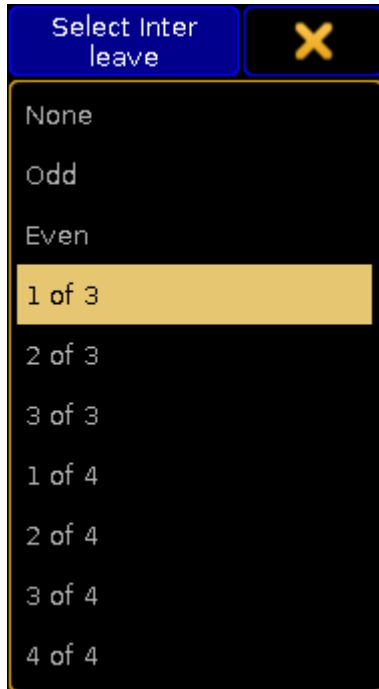 Select Inter
leave
None
Odd
Even
1 of 3
2 of 3
3 of 3
1 of 4
2 of 4
3 of 4
4 of 4